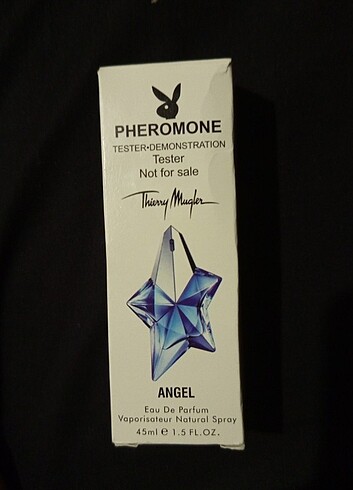 PHEROMONE
TESTER•DEMONSTRATION
Tester
Not for sale
Thierry Mugler
ANGEL
Eau De Parfum
Vaporisateur Natural Spray
45ml e 1.5 FL.OZ.